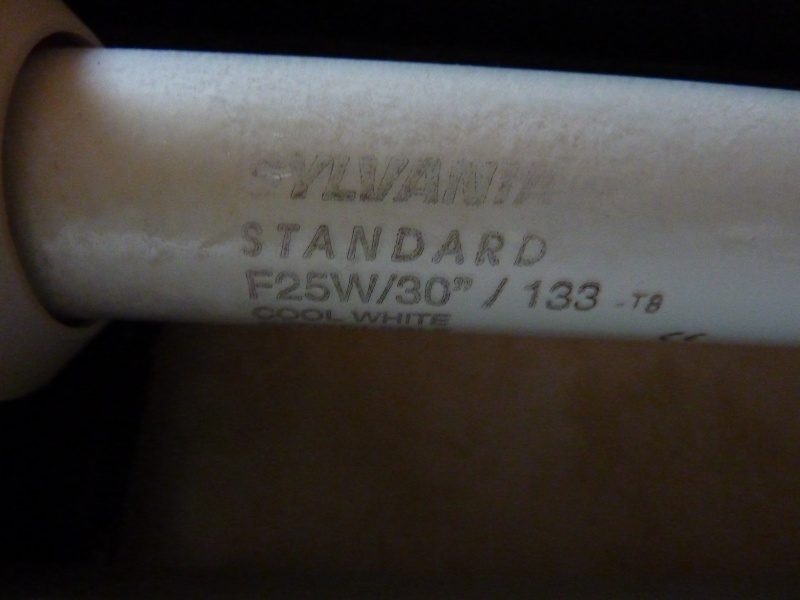 SYLVANIA
STANDARD
F25W/30” / 133 -T8
COOL WHITE